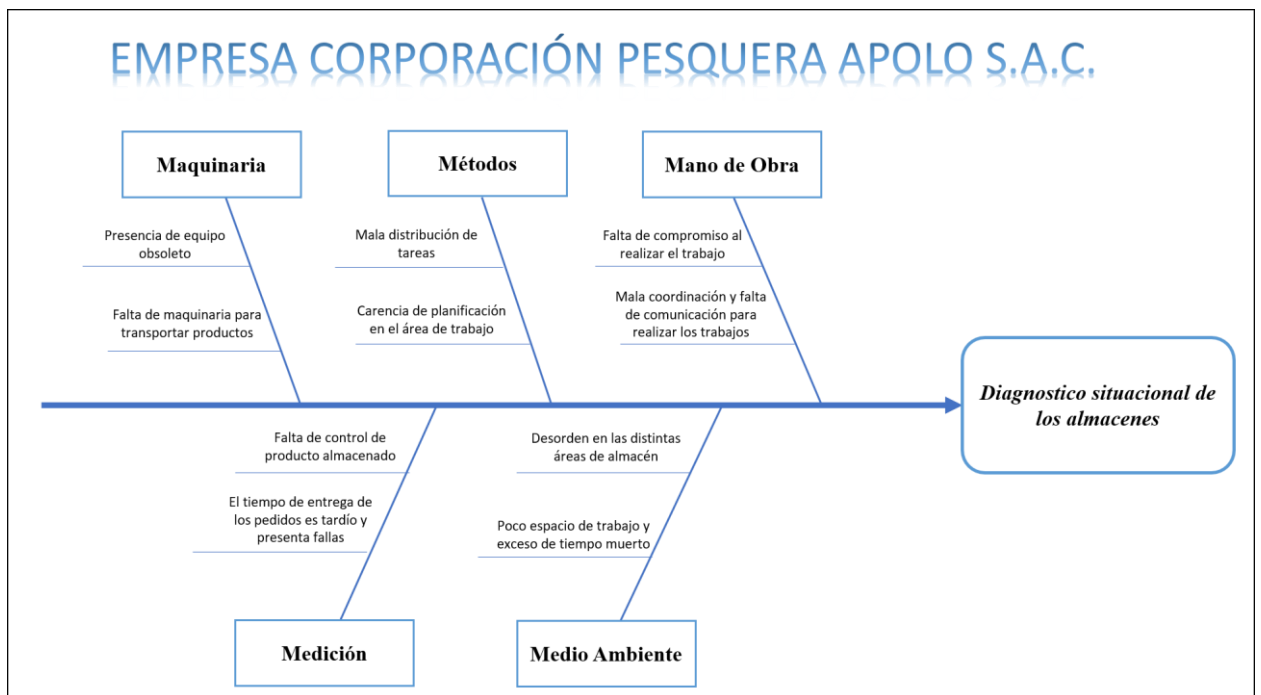 EMPRESA CORPORACIÓN PESQUERA APOLO S.A.C.
Maquinaria
Métodos
Mano de Obra
Presencia de equipo
obsoleto
Falta de maquinaria para
transportar productos
Mala distribución de
tareas
Carencia de planificación
en el área de trabajo
Falta de compromiso al
realizar el trabajo
Mala coordinación y falta
de comunicación para
realizar los trabajos
Diagnostico situacional de
los almacenes
Falta de control de
producto almacenado
El tiempo de entrega de
los pedidos es tardío y
presenta fallas
Desorden en las distintas
áreas de almacén
Poco espacio de trabajo y
exceso de tiempo muerto
Medición
Medio Ambiente